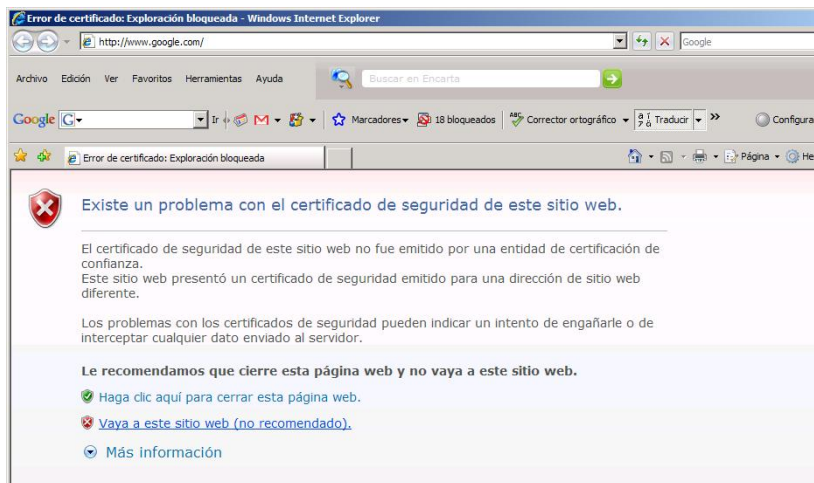 Error de certificado: Exploración bloqueada - Windows Internet Explorer
http://www.google.com/
Google
Archivo Edición Ver Favoritos Herramientas Ayuda
Buscar en Encarta
Google G Ir Marcadores 18 bloqueados ABC Corrector ortográfico Traducir Configura
Error de certificado: Exploración bloqueada
Página He
Existe un problema con el certificado de seguridad de este sitio web.
El certificado de seguridad de este sitio web no fue emitido por una entidad de certificación de
confianza.
Este sitio web presentó un certificado de seguridad emitido para una dirección de sitio web
diferente.
Los problemas con los certificados de seguridad pueden indicar un intento de engañarle o de
interceptar cualquier dato enviado al servidor.
Le recomendamos que cierre esta página web y no vaya a este sitio web.
Haga clic aquí para cerrar esta página web.
Vaya a este sitio web (no recomendado).
Más información